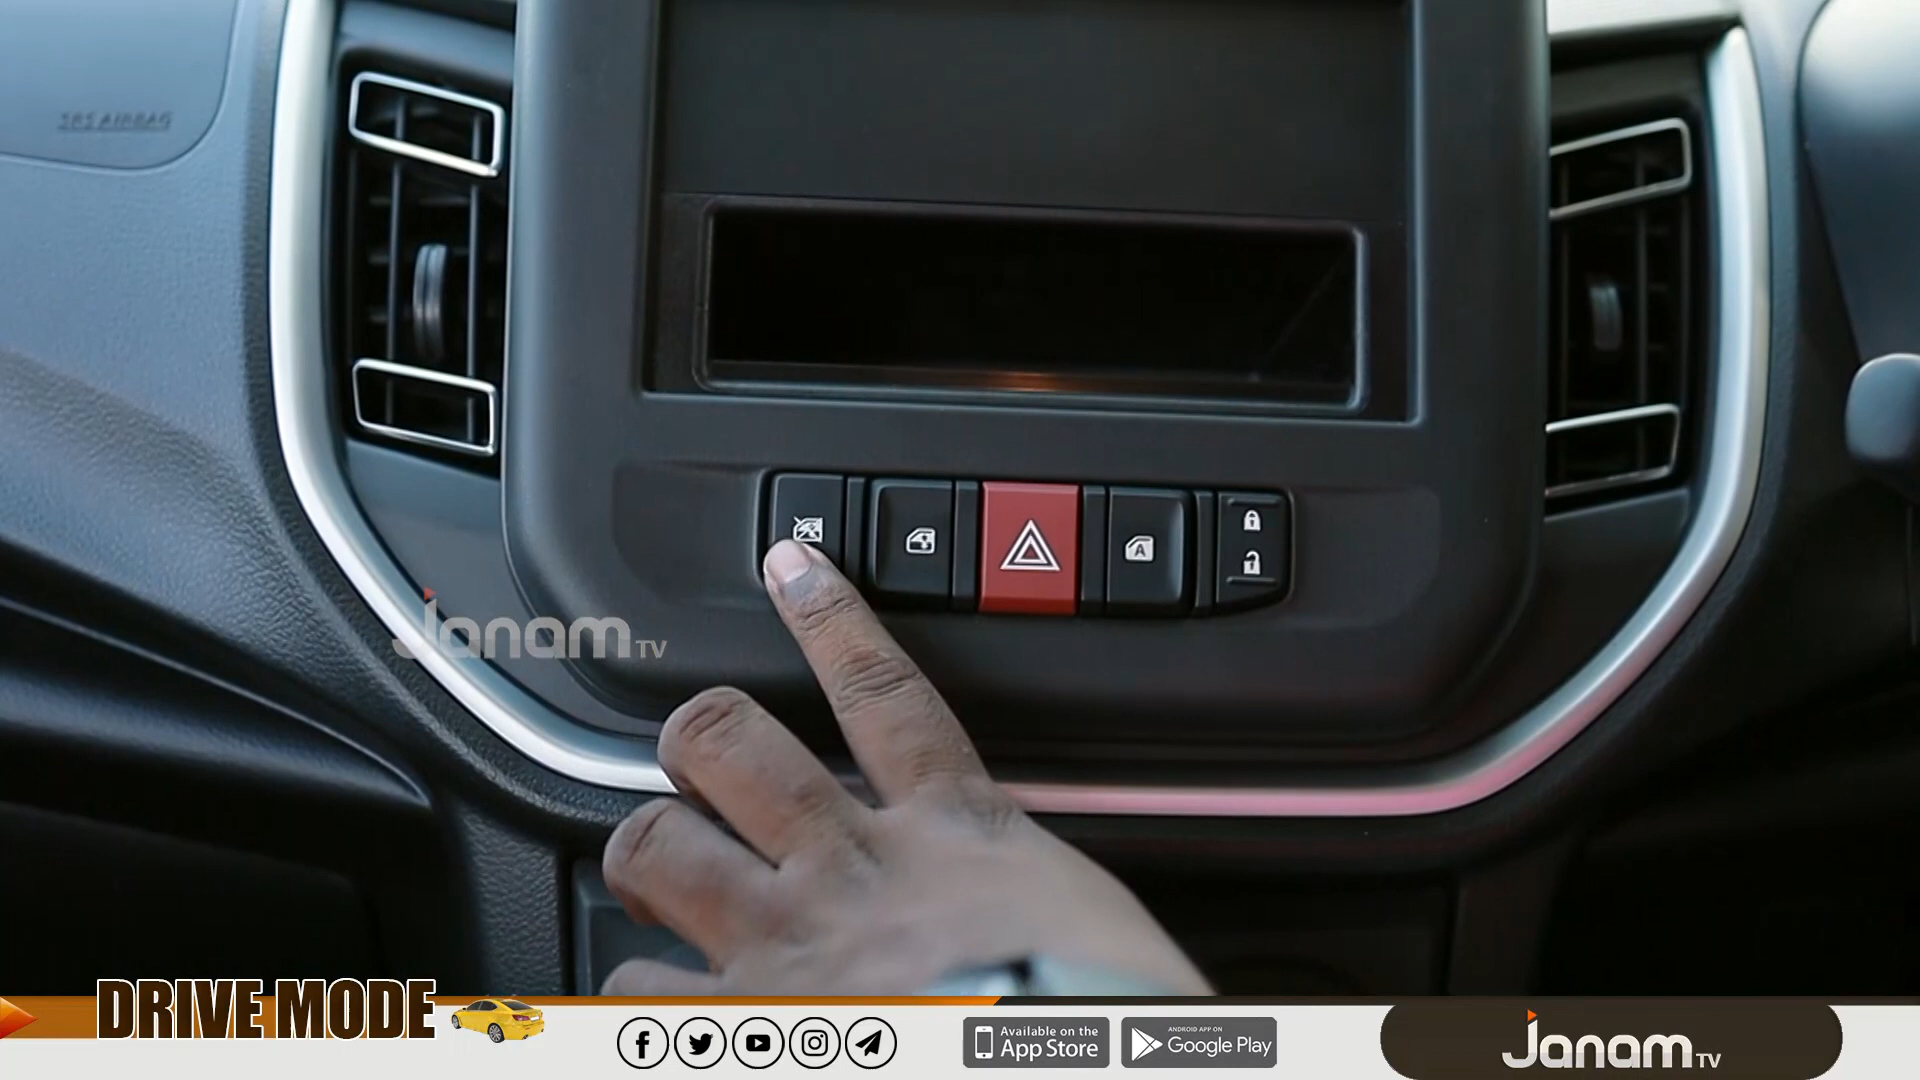 SRS AIRBAG
A
Janam TV
DRIVE MODE
Available on the
App Store
ANDROID APP ON
Google Play
Janam TV